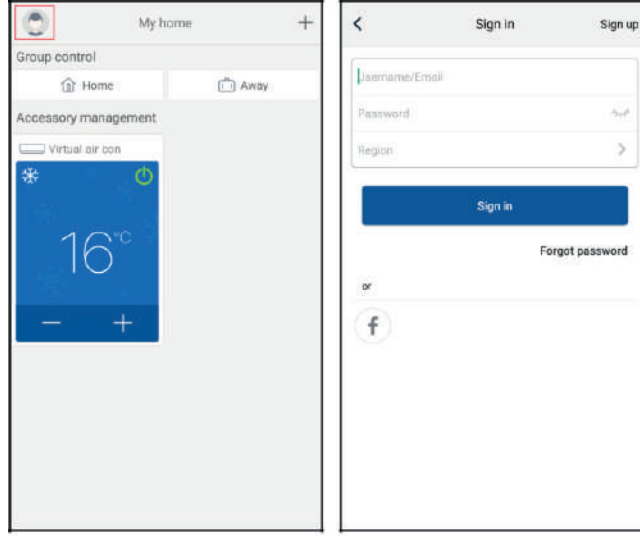 My home
+
Group control
Home
Away
Accessory management
Virtual air con
16°C
− +
Sign in
Sign up
Username/Email
Password
Region
Sign in
Forgot password
or
f